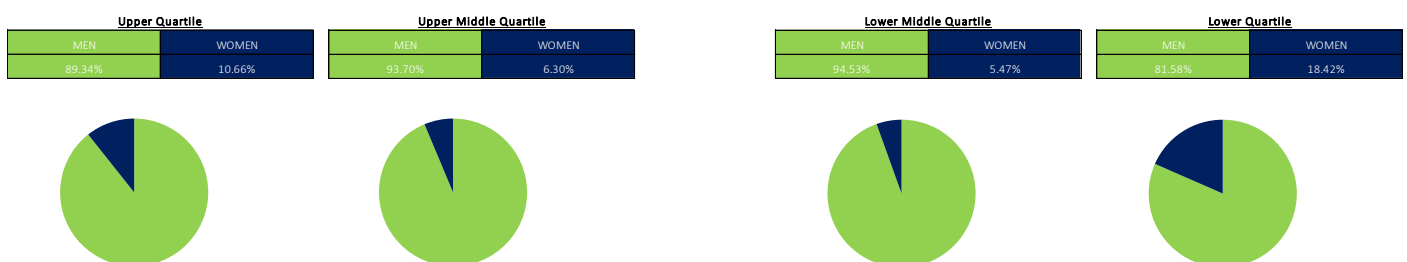 Upper Quartile
MEN WOMEN
89.34% 10.66%
Upper Middle Quartile
MEN WOMEN
93.70% 6.30%
Lower Middle Quartile
MEN WOMEN
94.53% 5.47%
Lower Quartile
MEN WOMEN
81.58% 18.42%